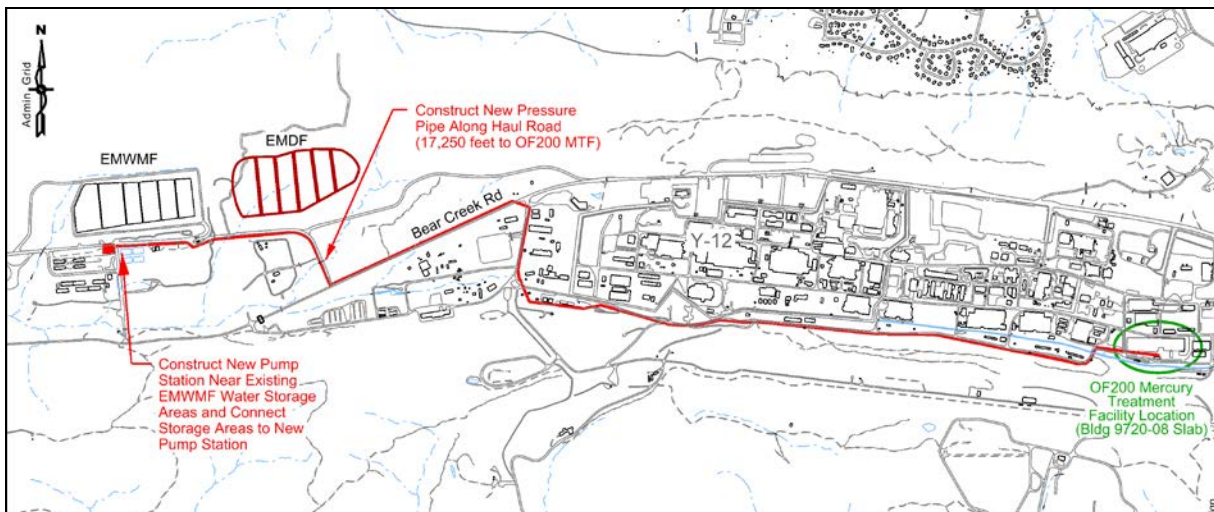 N
Admin Grid
EMWMF
EMDF
Construct New Pressure
Pipe Along Haul Road
(17,250 feet to OF200 MTF)
Bear Creek Rd
Y-12
Construct New Pump
Station Near Existing
EMWMF Water Storage
Areas and Connect
Storage Areas to New
Pump Station
OF200 Mercury
Treatment
Facility Location
(Bldg 9720-08 Slab)